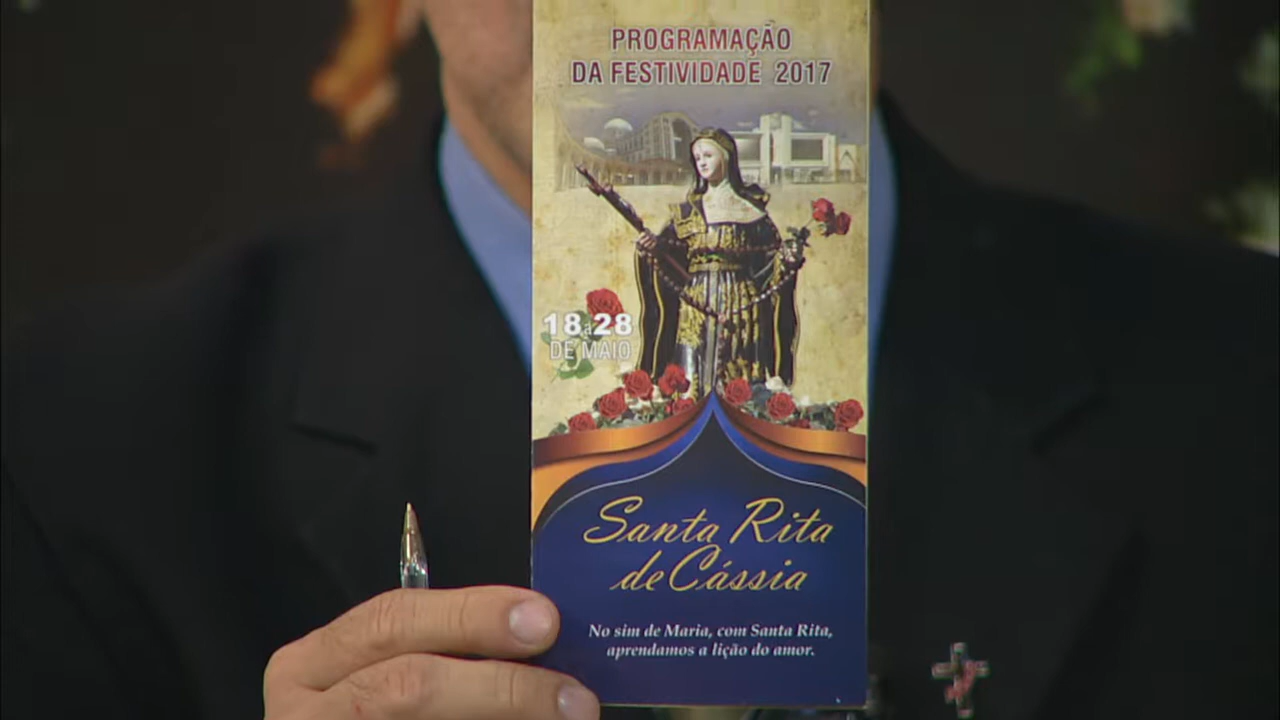 PROGRAMAÇÃO
DA FESTIVIDADE 2017
18 a 28
DE MAIO
Santa Rita
de Cássia
No sim de Maria, com Santa Rita,
aprendamos a lição do amor.